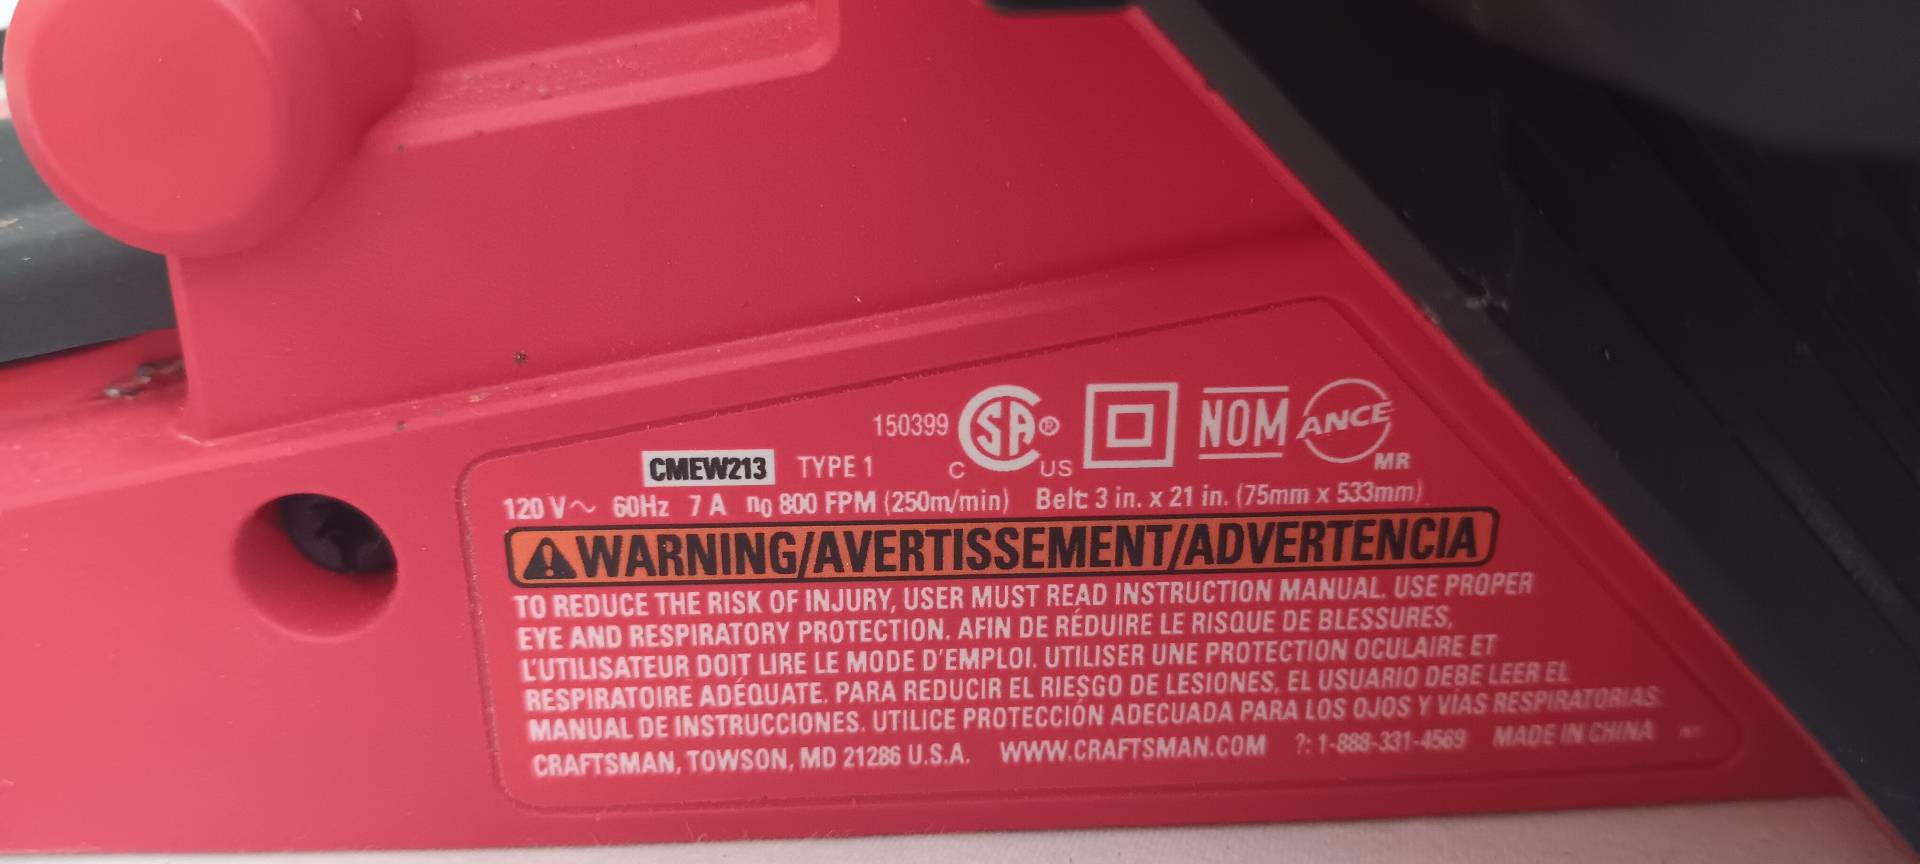 150399 CSA® C US NOM ANCE MR
CMEW213 TYPE 1
120 V~ 60Hz 7 A n0 800 FPM (250m/min) Belt: 3 in. x 21 in. (75mm x 533mm)
WARNING/AVERTISSEMENT/ADVERTENCIA
TO REDUCE THE RISK OF INJURY, USER MUST READ INSTRUCTION MANUAL. USE PROPER
EYE AND RESPIRATORY PROTECTION. AFIN DE RÉDUIRE LE RISQUE DE BLESSURES,
L'UTILISATEUR DOIT LIRE LE MODE D'EMPLOI. UTILISER UNE PROTECTION OCULAIRE ET
RESPIRATOIRE ADÉQUATE. PARA REDUCIR EL RIESGO DE LESIONES, EL USUARIO DEBE LEER EL
MANUAL DE INSTRUCCIONES. UTILICE PROTECCIÓN ADECUADA PARA LOS OJOS Y VÍAS RESPIRATORIAS.
CRAFTSMAN, TOWSON, MD 21286 U.S.A. WWW.CRAFTSMAN.COM ?: 1-888-331-4569 MADE IN CHINA